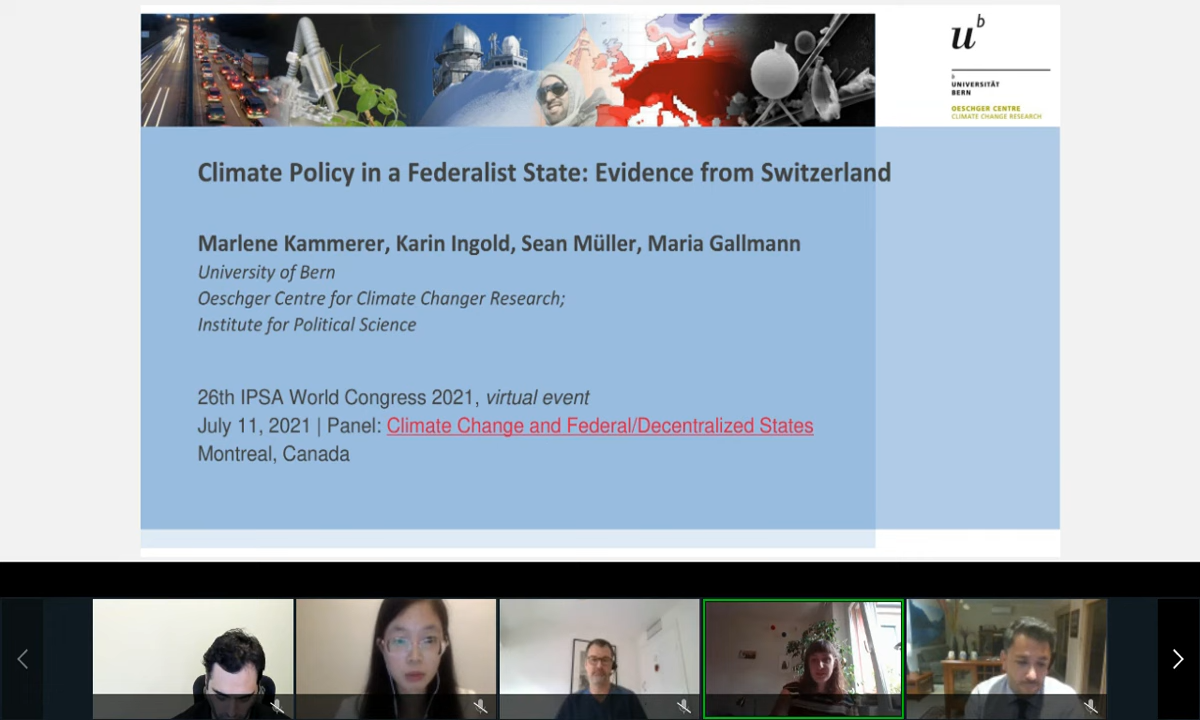 u^b
b
UNIVERSITÄT
BERN
OESCHGER CENTRE
CLIMATE CHANGE RESEARCH
Climate Policy in a Federalist State: Evidence from Switzerland
Marlene Kammerer, Karin Ingold, Sean Müller, Maria Gallmann
University of Bern
Oeschger Centre for Climate Changer Research;
Institute for Political Science
26th IPSA World Congress 2021, virtual event
July 11, 2021 | Panel: Climate Change and Federal/Decentralized States
Montreal, Canada